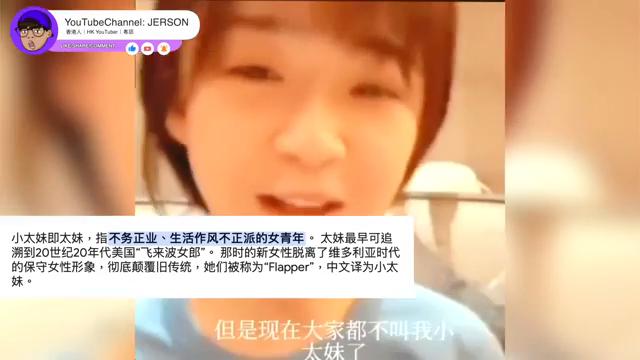 YouTubeChannel: JERSON
香港人 | HK YouTuber | 粵語
LIKE/SHARE/COMMENT
小太妹即太妹，指不务正业、生活作风不正派的女青年。 太妹最早可追
溯到20世纪20年代美国“飞来波女郎”。 那时的新女性脱离了维多利亚时代
的保守女性形象，彻底颠覆旧传统，她们被称为“Flapper”，中文译为小太
妹。
但是现在大家都不叫我小
太妹了